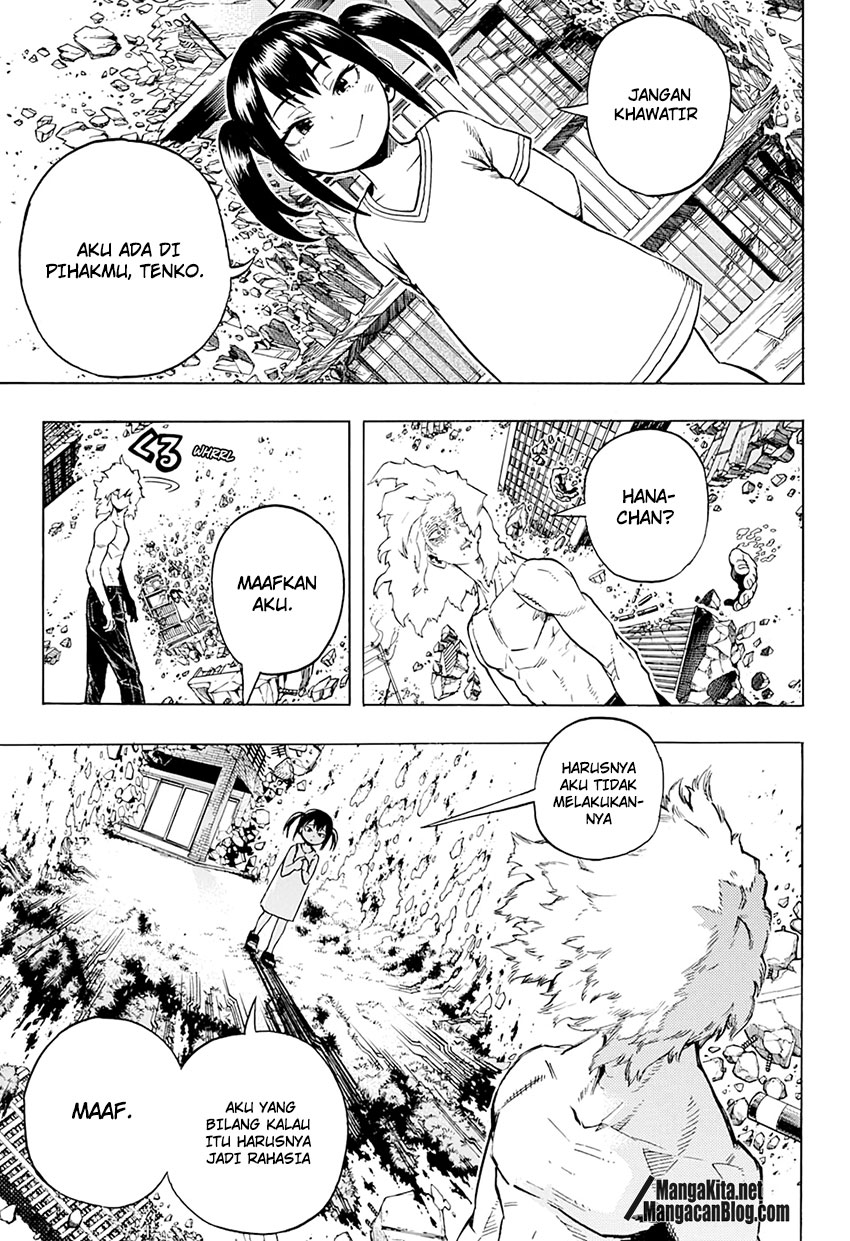 JANGAN
KHAWATIR
AKU ADA DI
PIHAKMU, TENKO.
HANA-
CHAN?
WHRRL
MAAFKAN
AKU.
HARUSNYA
AKU TIDAK
MELAKUKAN-
NYA
AKU YANG
BILANG KALAU
ITU HARUSNYA
JADI RAHASIA
MAAF.
MangaKita.net
MangacanBlog.com